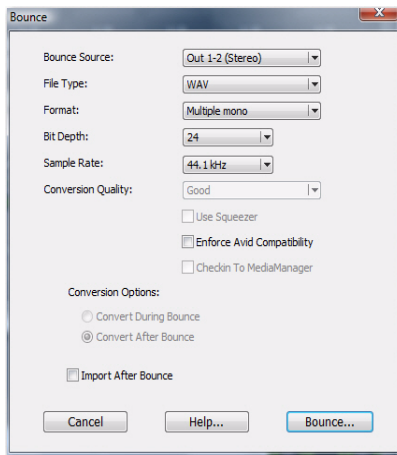 Bounce
Bounce Source: Out 1-2 (Stereo)
File Type: WAV
Format: Multiple mono
Bit Depth: 24
Sample Rate: 44.1 kHz
Conversion Quality: Good
Use Squeezer
Enforce Avid Compatibility
Checkin To MediaManager
Conversion Options:
Convert During Bounce
Convert After Bounce
Import After Bounce
Cancel Help... Bounce...